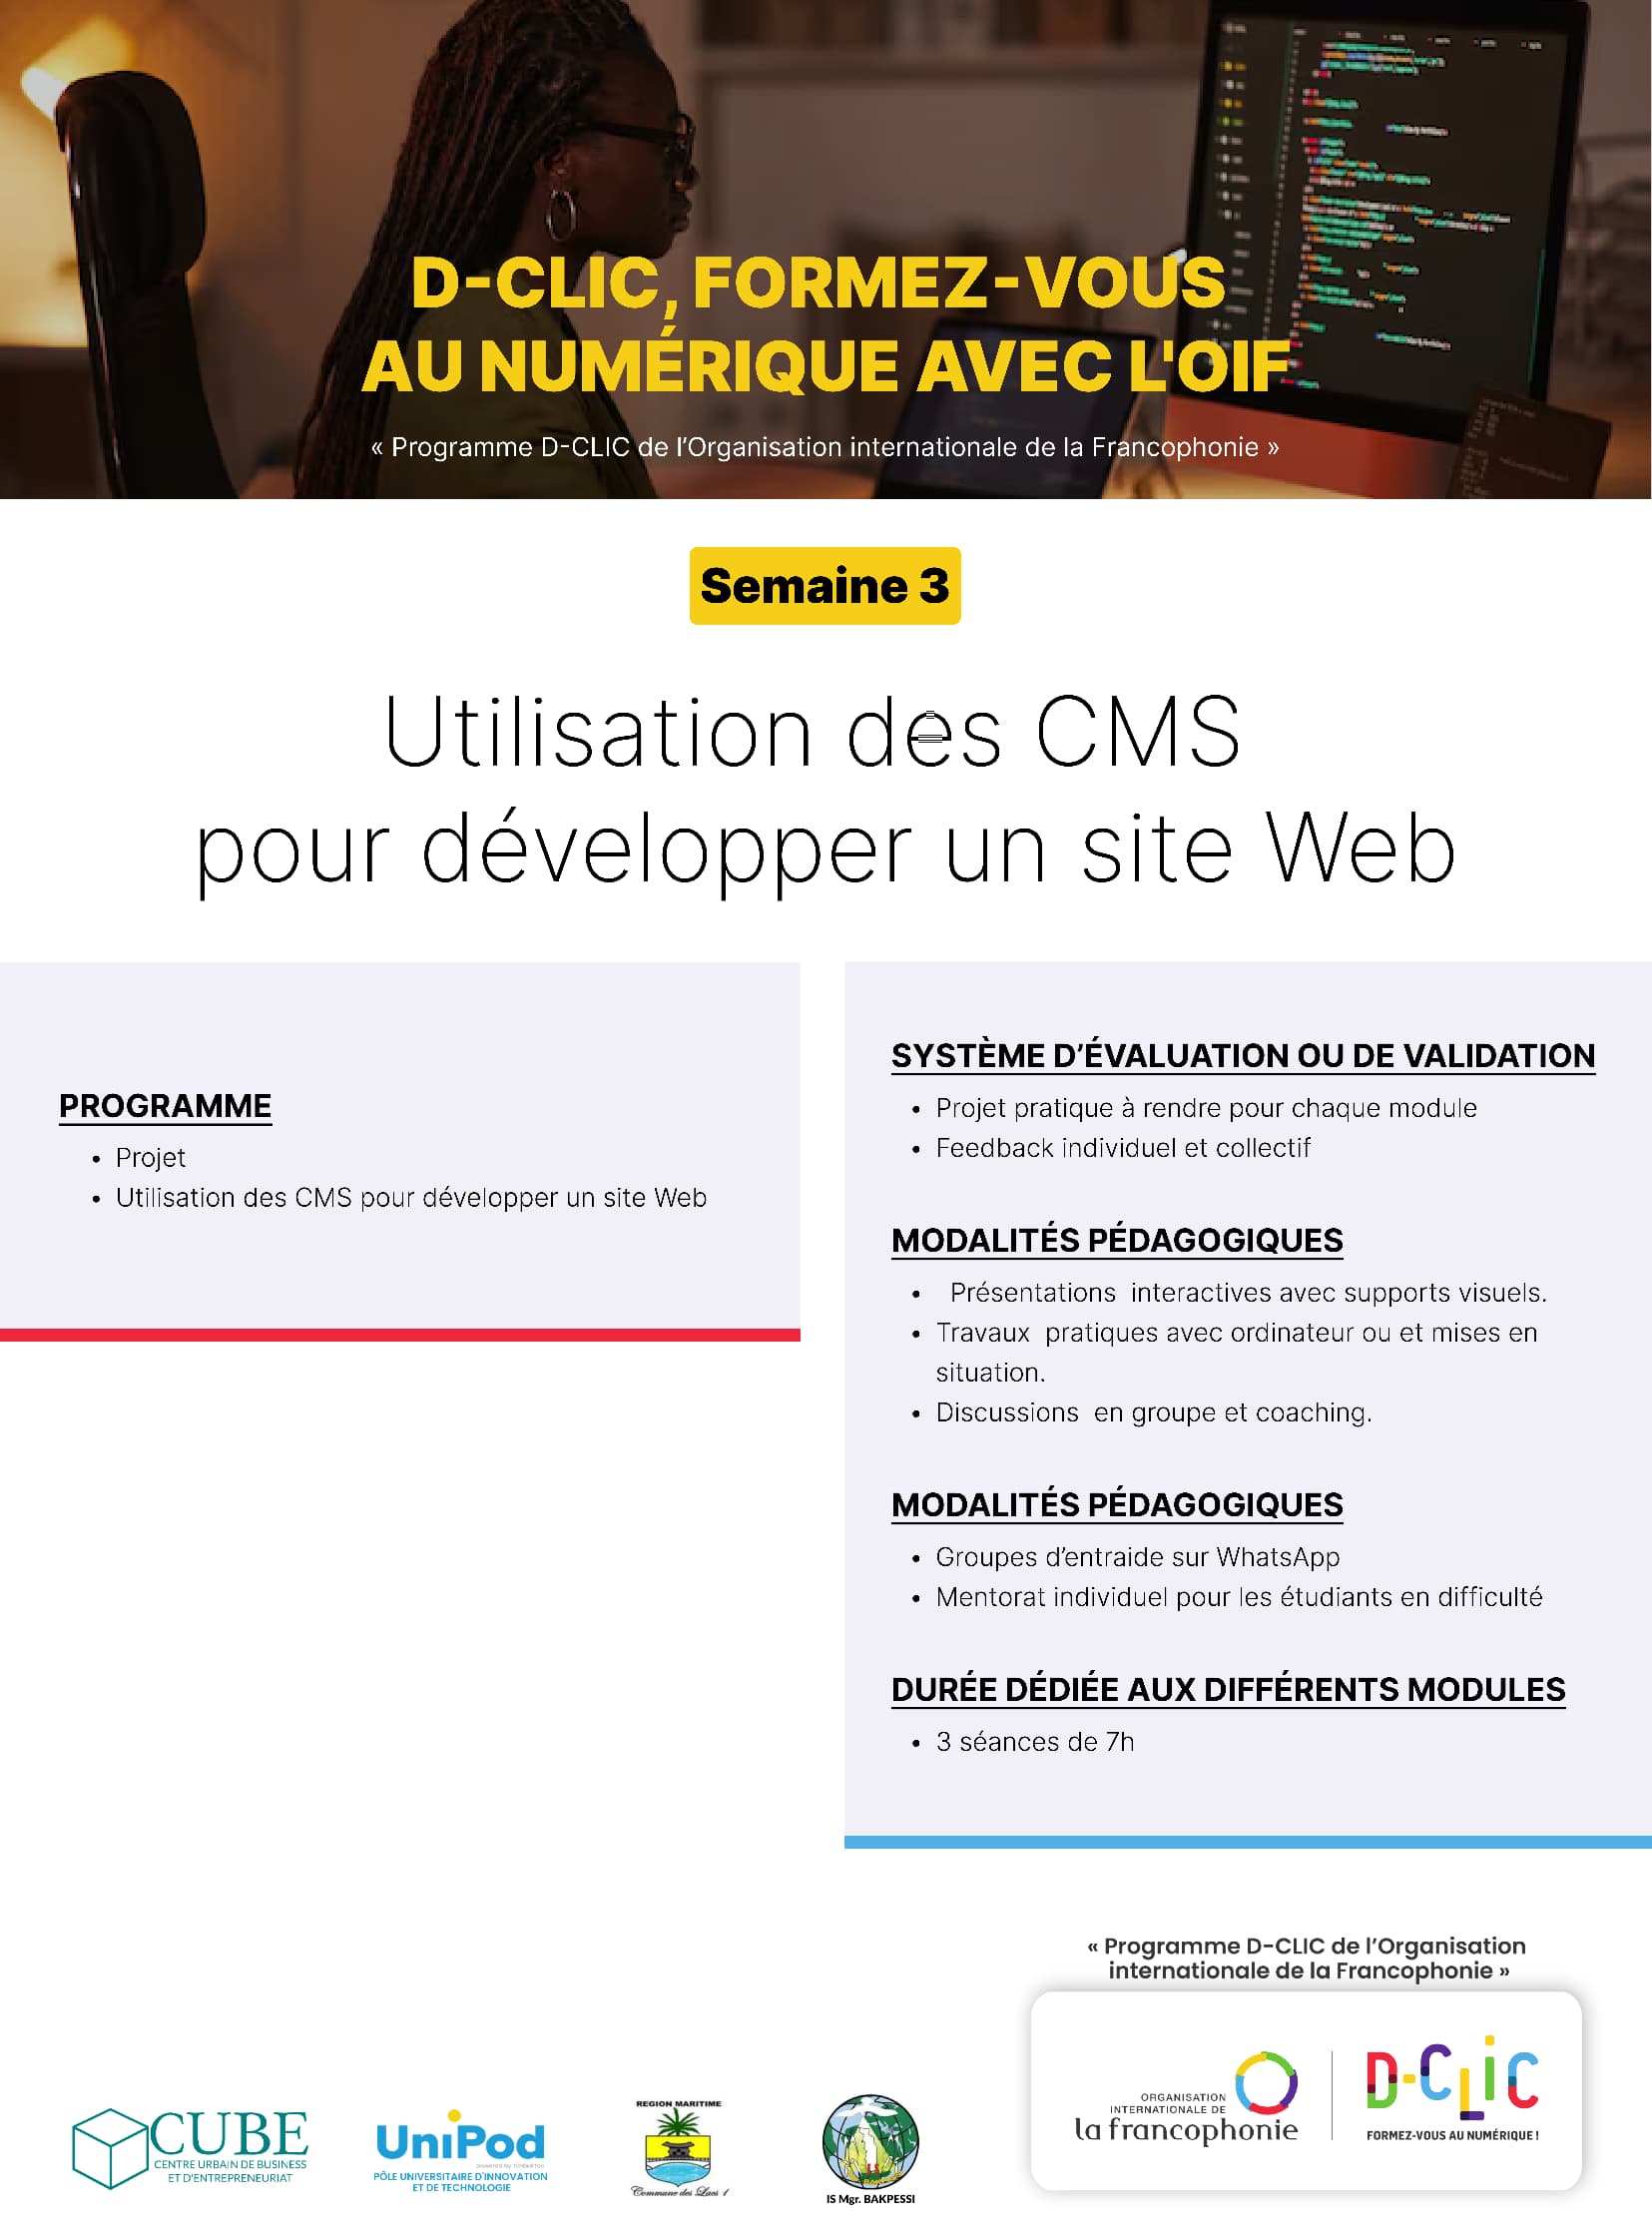 D-CLIC, FORMEZ-VOUS
AU NUMÉRIQUE AVEC L'OIF
« Programme D-CLIC de l’Organisation internationale de la Francophonie »
Semaine 3
Utilisation des CMS
pour développer un site Web
PROGRAMME
• Projet
• Utilisation des CMS pour développer un site Web
SYSTÈME D’ÉVALUATION OU DE VALIDATION
• Projet pratique à rendre pour chaque module
• Feedback individuel et collectif
MODALITÉS PÉDAGOGIQUES
• Présentations interactives avec supports visuels.
• Travaux pratiques avec ordinateur ou et mises en
situation.
• Discussions en groupe et coaching.
MODALITÉS PÉDAGOGIQUES
• Groupes d’entraide sur WhatsApp
• Mentorat individuel pour les étudiants en difficulté
DURÉE DÉDIÉE AUX DIFFÉRENTS MODULES
• 3 séances de 7h
« Programme D-CLIC de l’Organisation
internationale de la Francophonie »
ORGANISATION
INTERNATIONALE DE
la francophonie
D-CLiC
FORMEZ-VOUS AU NUMÉRIQUE !
CUBE
CENTRE URBAIN DE BUSINESS
ET D'ENTREPRENEURIAT
UniPod
powered by
PÔLE UNIVERSITAIRE D'INNOVATION
ET DE TECHNOLOGIE
REGION MARITIME
Commune des Lacs 1
IS Mgr. BAKPESSI